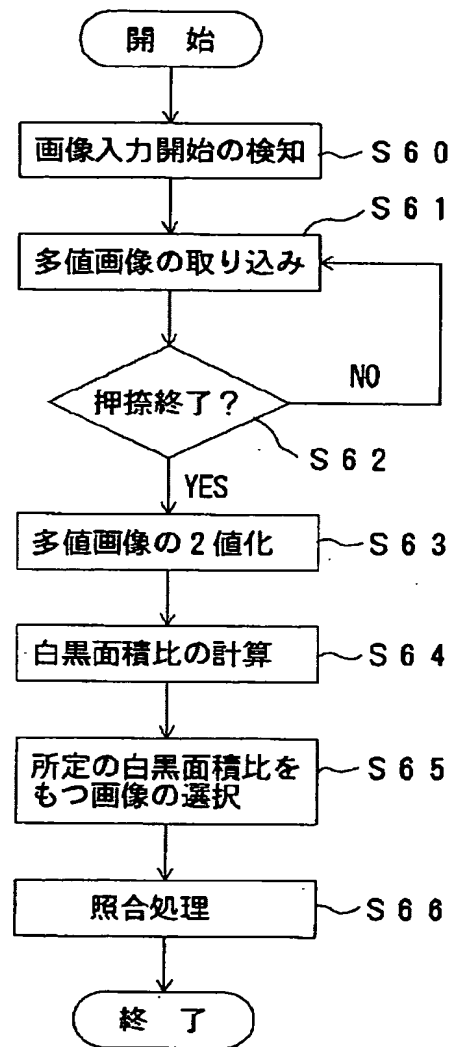 開 始
画像入力開始の検知
S60
S61
多値画像の取り込み
NO
押捺終了?
S62
YES
多値画像の2値化
S63
白黒面積比の計算
S64
所定の白黒面積比を
もつ画像の選択
S65
照合処理
S66
終 了